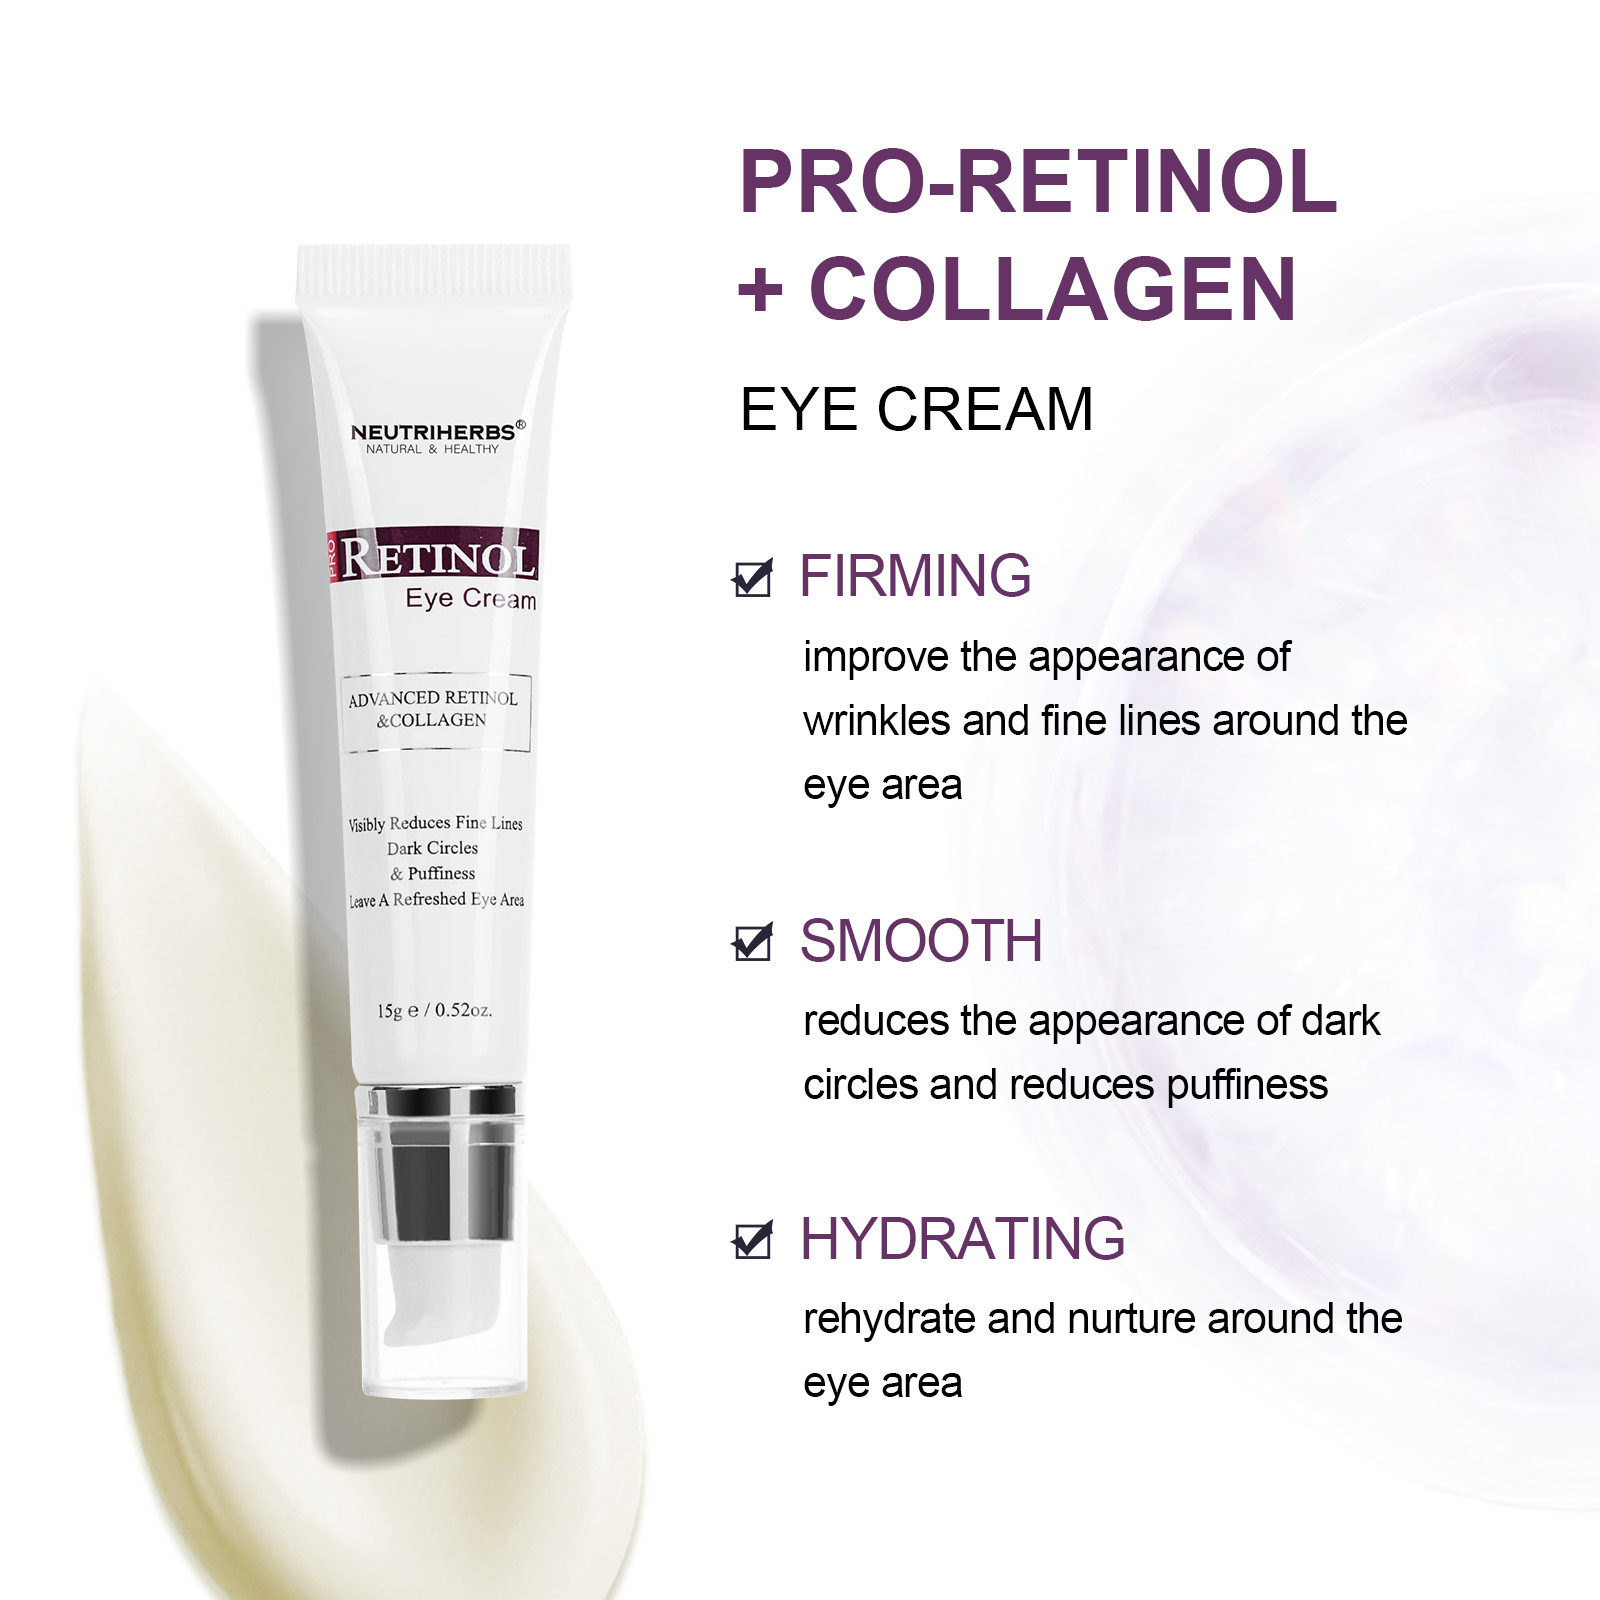 NEUTRIHERBS®
NATURAL & HEALTHY
PRO RETINOL
Eye Cream
ADVANCED RETINOL
&COLLAGEN
Visibly Reduces Fine Lines
Dark Circles
& Puffiness
Leave A Refreshed Eye Area
15g ℮ / 0.52oz.
PRO-RETINOL
+ COLLAGEN
EYE CREAM
FIRMING
improve the appearance of
wrinkles and fine lines around the
eye area
SMOOTH
reduces the appearance of dark
circles and reduces puffiness
HYDRATING
rehydrate and nurture around the
eye area